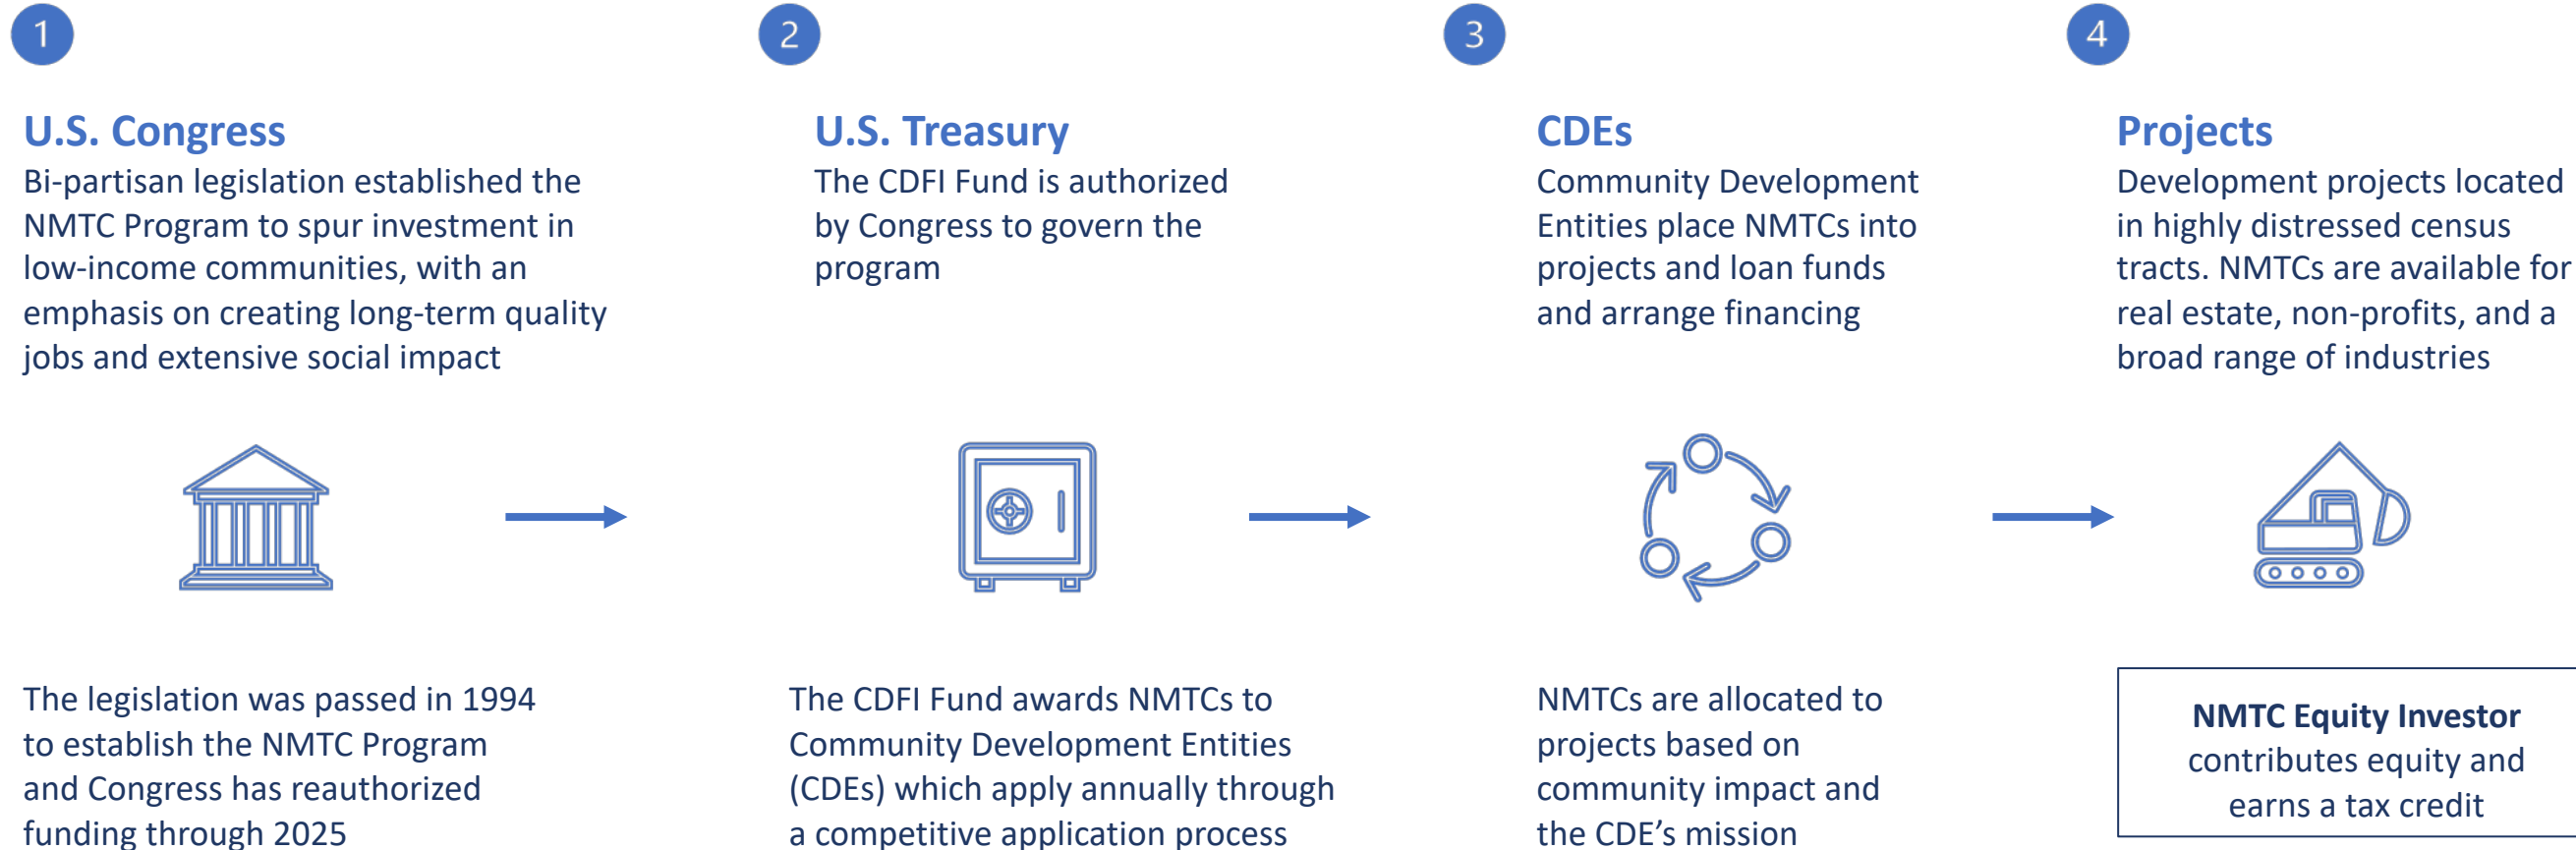 1
U.S. Congress
Bi-partisan legislation established the
NMTC Program to spur investment in
low-income communities, with an
emphasis on creating long-term quality
jobs and extensive social impact
The legislation was passed in 1994
to establish the NMTC Program
and Congress has reauthorized
funding through 2025
2
U.S. Treasury
The CDFI Fund is authorized
by Congress to govern the
program
The CDFI Fund awards NMTCs to
Community Development Entities
(CDEs) which apply annually through
a competitive application process
3
CDEs
Community Development
Entities place NMTCs into
projects and loan funds
and arrange financing
NMTCs are allocated to
projects based on
community impact and
the CDE’s mission
4
Projects
Development projects located
in highly distressed census
tracts. NMTCs are available for
real estate, non-profits, and a
broad range of industries
NMTC Equity Investor
contributes equity and
earns a tax credit